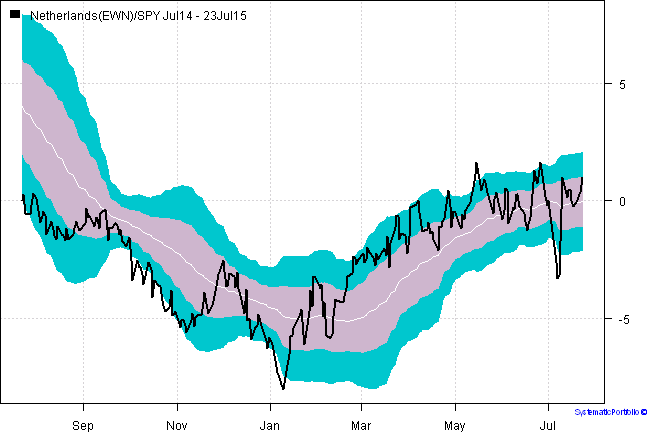 Netherlands(EWN)/SPY Jul14 - 23Jul15
5
0
-5
SystematicPortfolio ©
Sep Nov Jan Mar May Jul